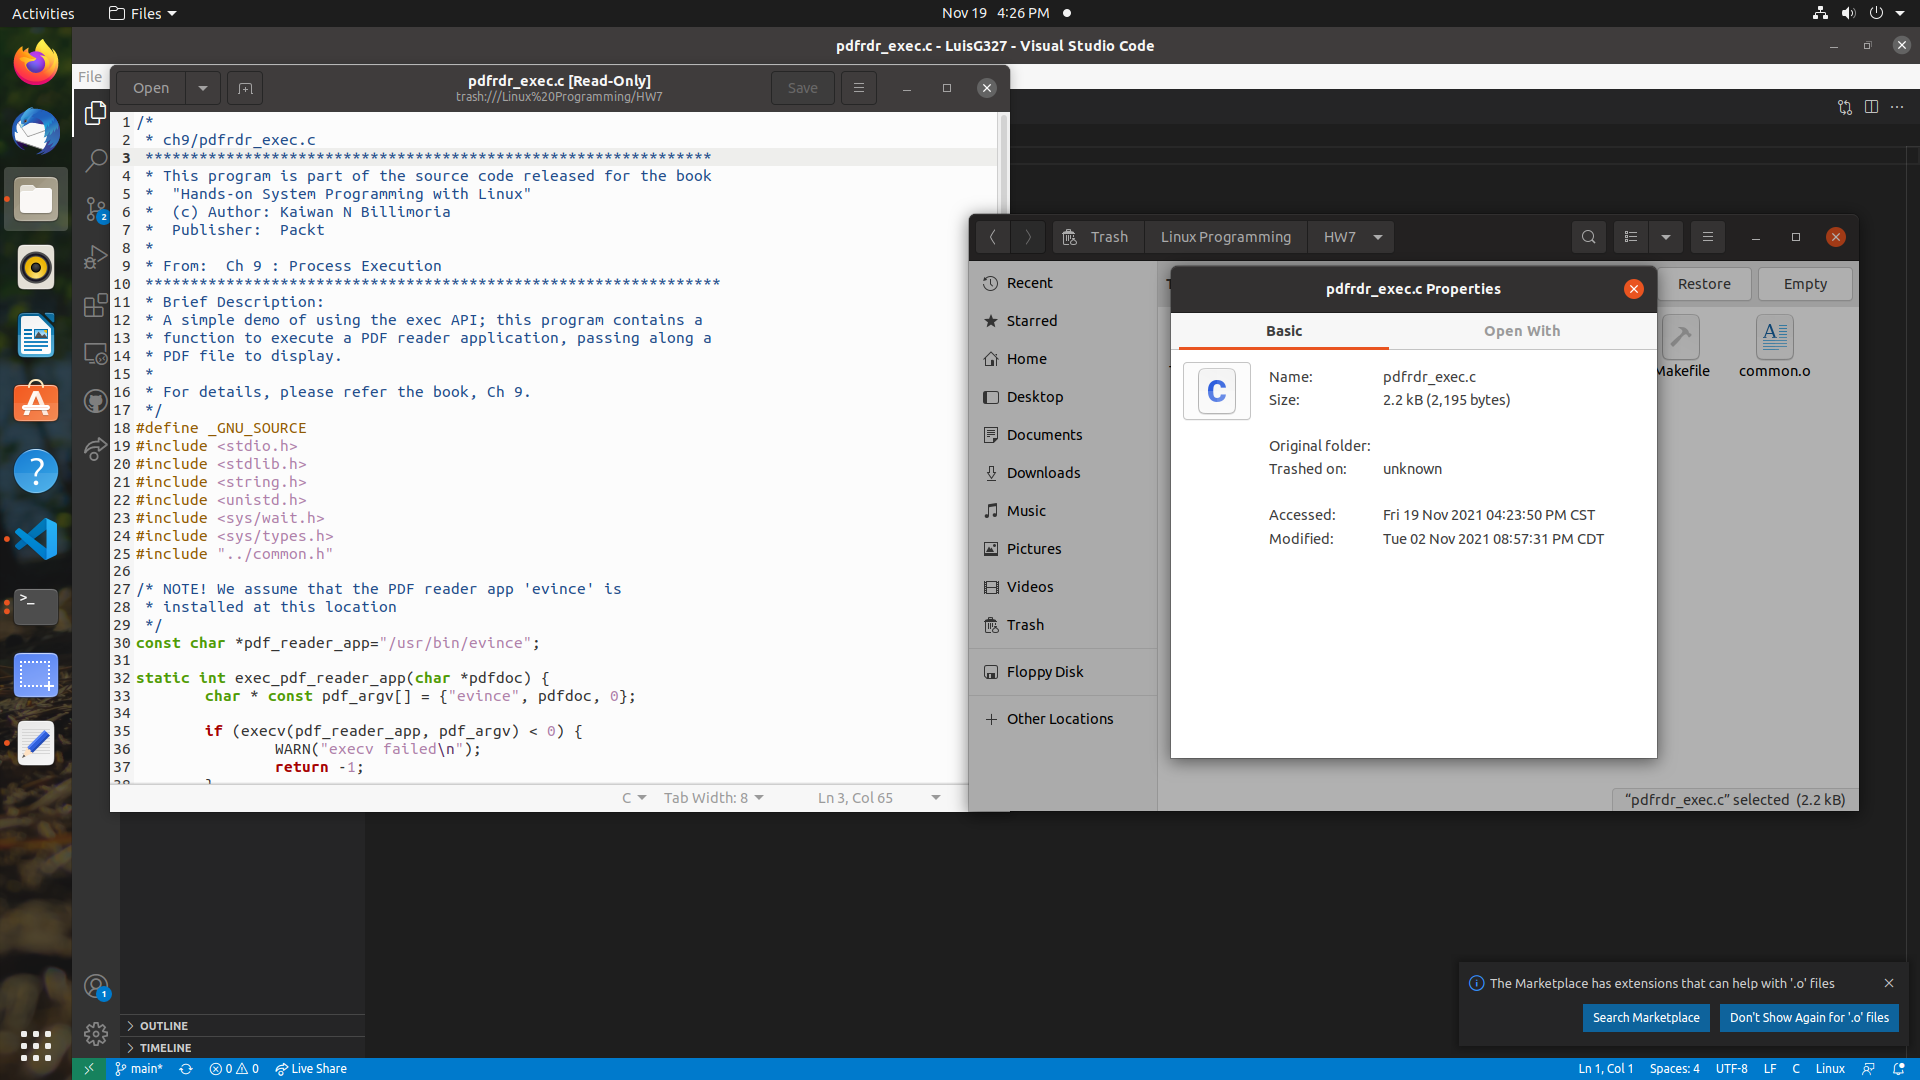 Activities
Files
Nov 19 4:26 PM
pdfrdr_exec.c - LuisG327 - Visual Studio Code
File
Open
pdfrdr_exec.c [Read-Only]
trash:///Linux%20Programming/HW7
Save
1 /*
2  * ch9/pdfrdr_exec.c
3  ***************************************************************
4  * This program is part of the source code released for the book
5  *  "Hands-on System Programming with Linux"
6  *  (c) Author: Kaiwan N Billimoria
7  *  Publisher:  Packt
8  *
9  * From:  Ch 9 : Process Execution
10  ****************************************************************
11  * Brief Description:
12  * A simple demo of using the exec API; this program contains a
13  * function to execute a PDF reader application, passing along a
14  * PDF file to display.
15  *
16  * For details, please refer the book, Ch 9.
17  */
18 #define _GNU_SOURCE
19 #include <stdio.h>
20 #include <stdlib.h>
21 #include <string.h>
22 #include <unistd.h>
23 #include <sys/wait.h>
24 #include <sys/types.h>
25 #include "../common.h"
26
27 /* NOTE! We assume that the PDF reader app 'evince' is
28  * installed at this location
29  */
30 const char *pdf_reader_app="/usr/bin/evince";
31
32 static int exec_pdf_reader_app(char *pdfdoc) {
33         char * const pdf_argv[] = {"evince", pdfdoc, 0};
34
35         if (execv(pdf_reader_app, pdf_argv) < 0) {
36                 WARN("execv failed\n");
37                 return -1;
38         }
C
Tab Width: 8
Ln 3, Col 65
Trash
Linux Programming
HW7
Restore
Empty
Recent
Starred
Home
Desktop
Documents
Downloads
Music
Pictures
Videos
Trash
Floppy Disk
Other Locations
Makefile
common.o
pdfrdr_exec.c Properties
Basic
Open With
C
Name: pdfrdr_exec.c
Size: 2.2 kB (2,195 bytes)
Original folder:
Trashed on: unknown
Accessed: Fri 19 Nov 2021 04:23:50 PM CST
Modified: Tue 02 Nov 2021 08:57:31 PM CDT
“pdfrdr_exec.c” selected (2.2 kB)
2
1
OUTLINE
TIMELINE
The Marketplace has extensions that can help with '.o' files
Search Marketplace
Don't Show Again for '.o' files
main*
0
0
Live Share
Ln 1, Col 1
Spaces: 4
UTF-8
LF
C
Linux